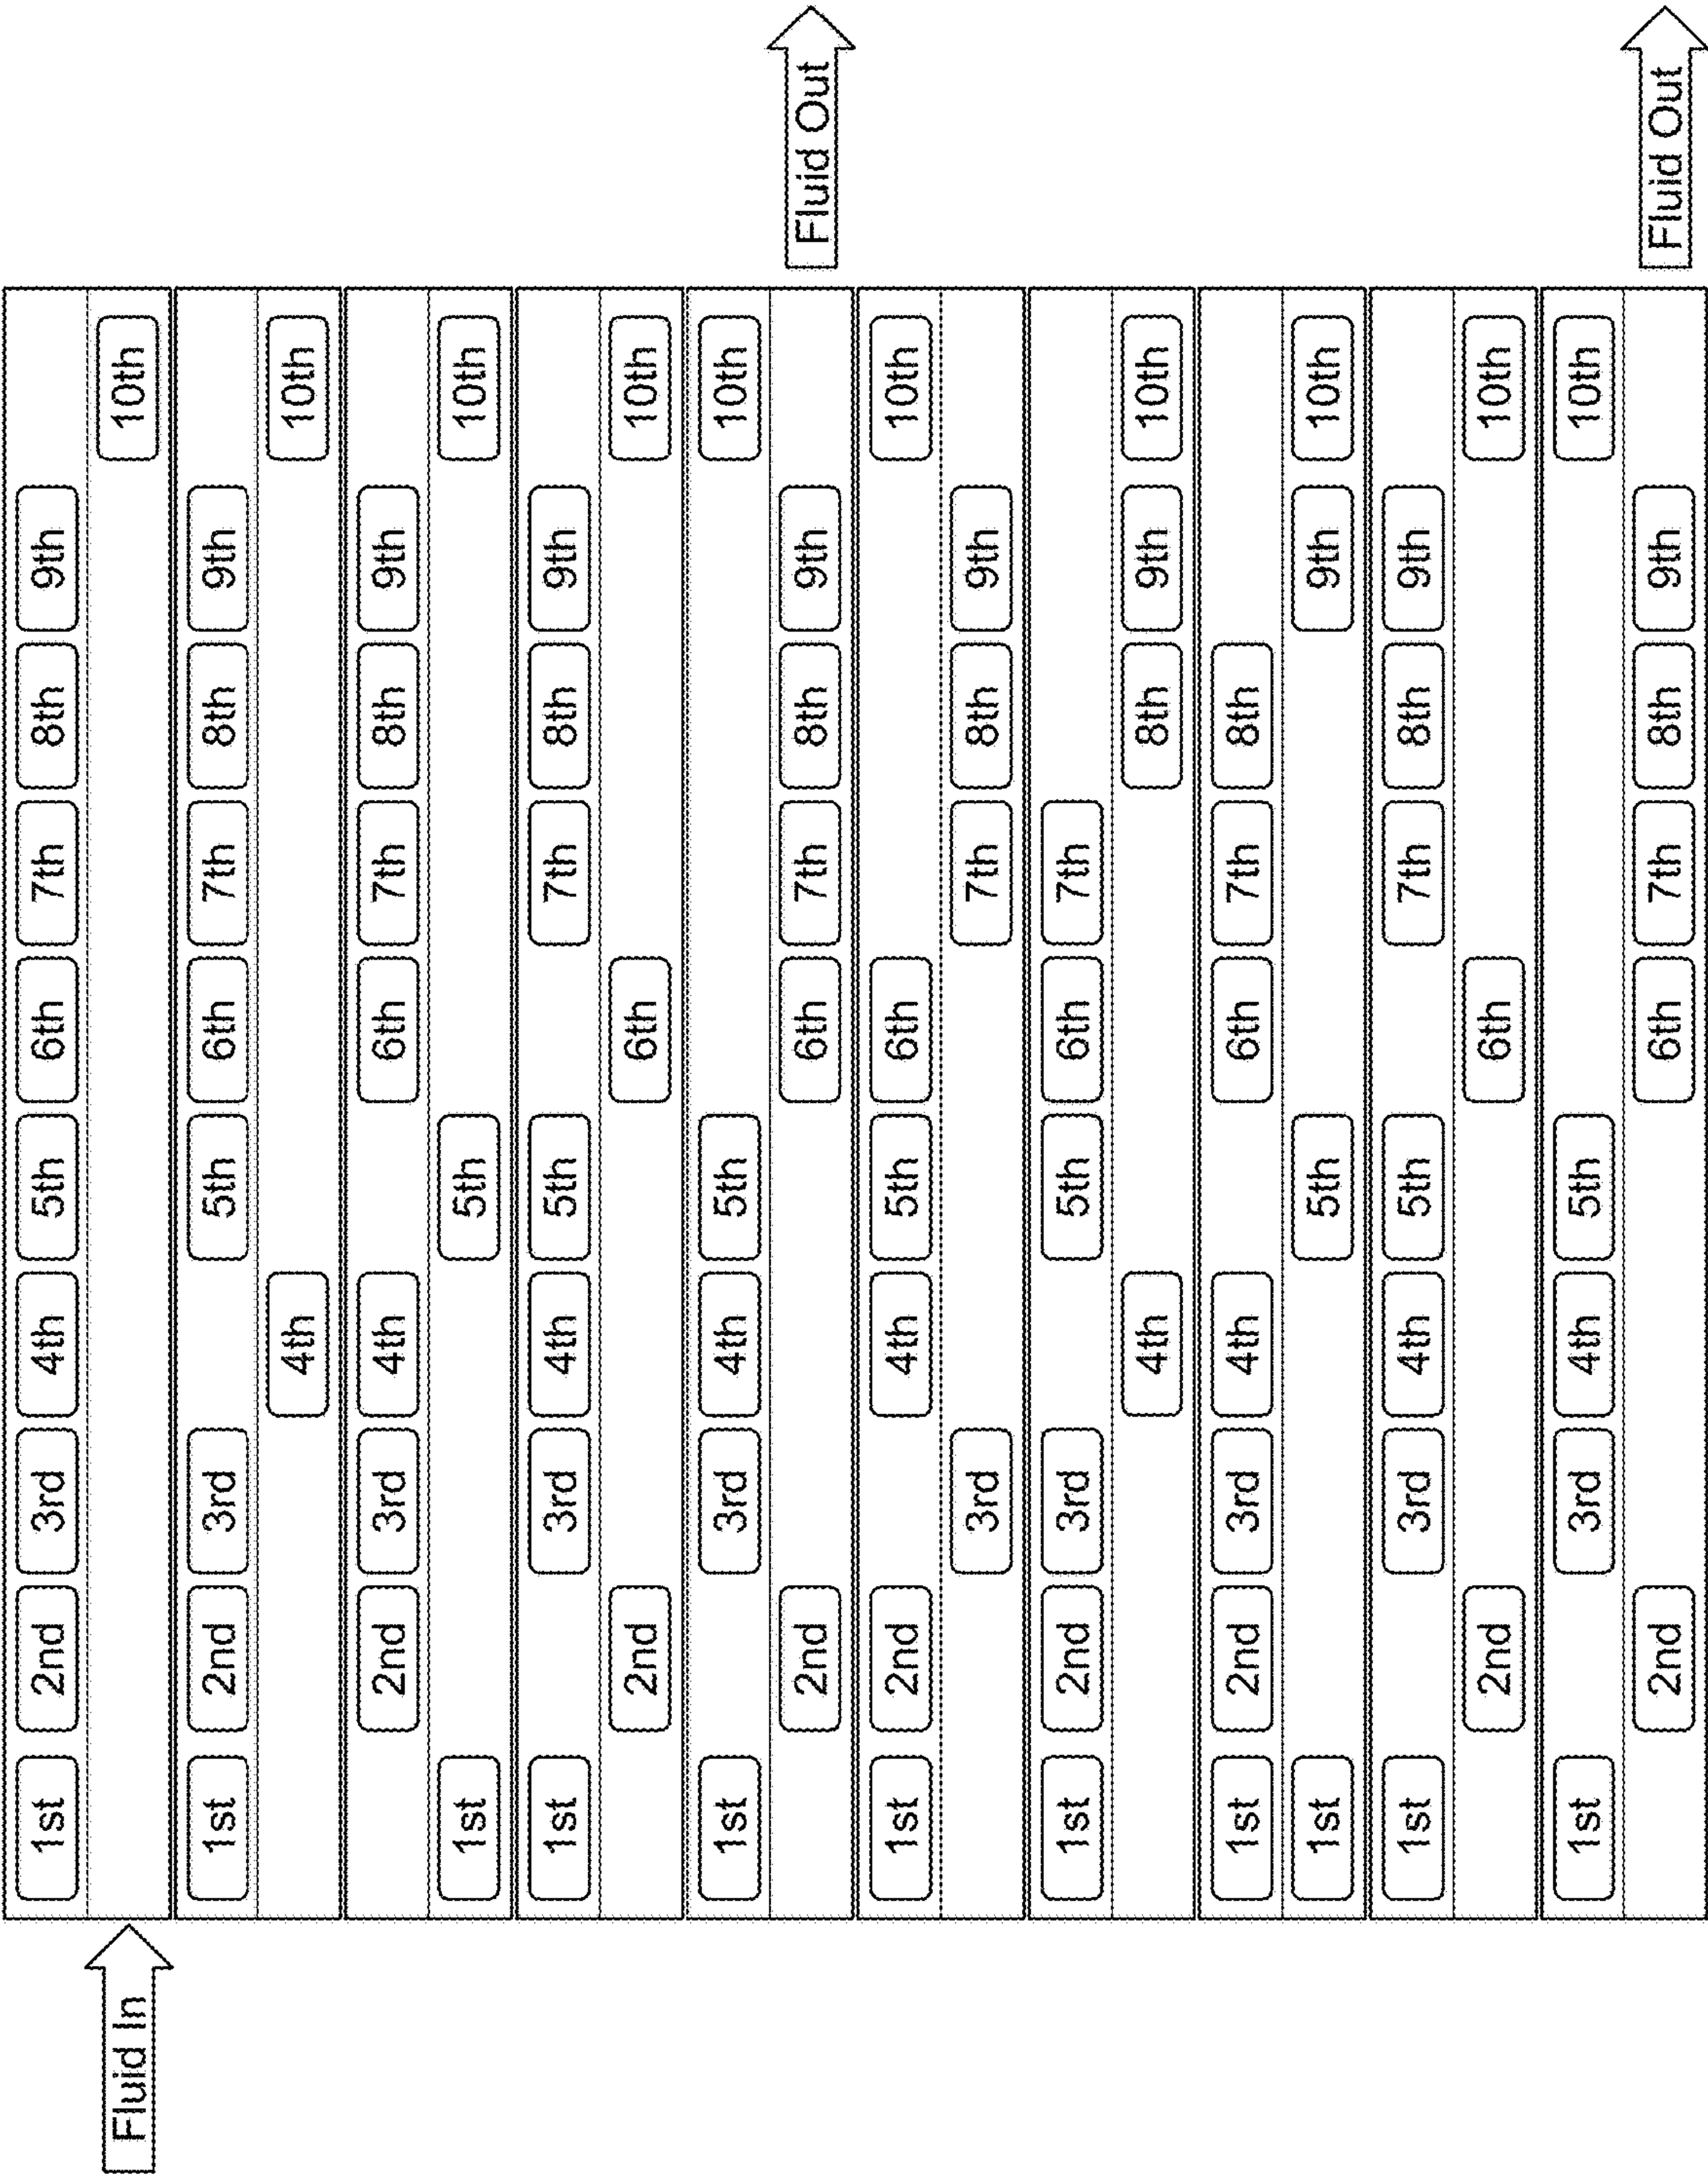 1st 2nd 3rd 4th 5th 6th 7th 8th 9th
Fluid In 10th
1st 2nd 3rd 5th 6th 7th 8th 9th
4th 10th
2nd 3rd 4th 6th 7th 8th 9th
1st 5th 10th
1st 3rd 4th 5th 7th 8th 9th
2nd 6th 10th
1st 3rd 4th 5th 10th
2nd 6th 7th 8th 9th Fluid Out
1st 2nd 4th 5th 6th 10th
3rd 7th 8th 9th
1st 2nd 3rd 5th 6th 7th
4th 8th 9th 10th
1st 2nd 3rd 4th 6th 7th 8th
1st 5th 9th 10th
1st 3rd 4th 5th 7th 8th 9th
2nd 6th 10th
1st 3rd 4th 5th 10th
2nd 6th 7th 8th 9th Fluid Out